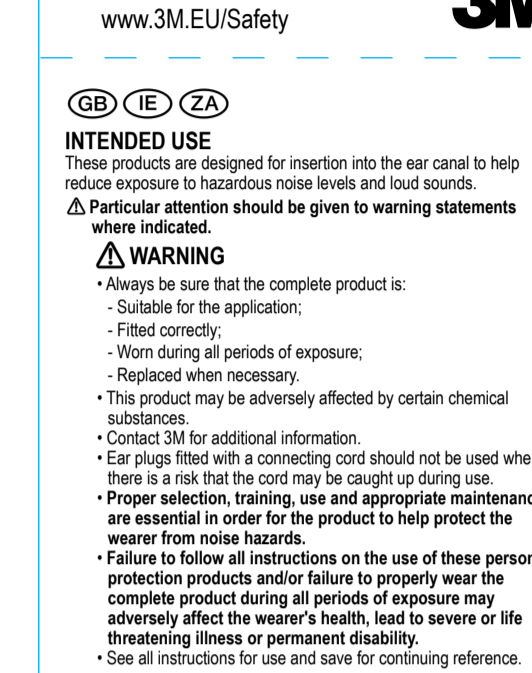 www.3M.EU/Safety
3M
GB IE ZA
INTENDED USE
These products are designed for insertion into the ear canal to help
reduce exposure to hazardous noise levels and loud sounds.
⚠ Particular attention should be given to warning statements
where indicated.
⚠ WARNING
• Always be sure that the complete product is:
- Suitable for the application;
- Fitted correctly;
- Worn during all periods of exposure;
- Replaced when necessary.
• This product may be adversely affected by certain chemical
substances.
• Contact 3M for additional information.
• Ear plugs fitted with a connecting cord should not be used whe
there is a risk that the cord may be caught up during use.
• Proper selection, training, use and appropriate maintenanc
are essential in order for the product to help protect the
wearer from noise hazards.
• Failure to follow all instructions on the use of these person
protection products and/or failure to properly wear the
complete product during all periods of exposure may
adversely affect the wearer's health, lead to severe or life
threatening illness or permanent disability.
• See all instructions for use and save for continuing reference.